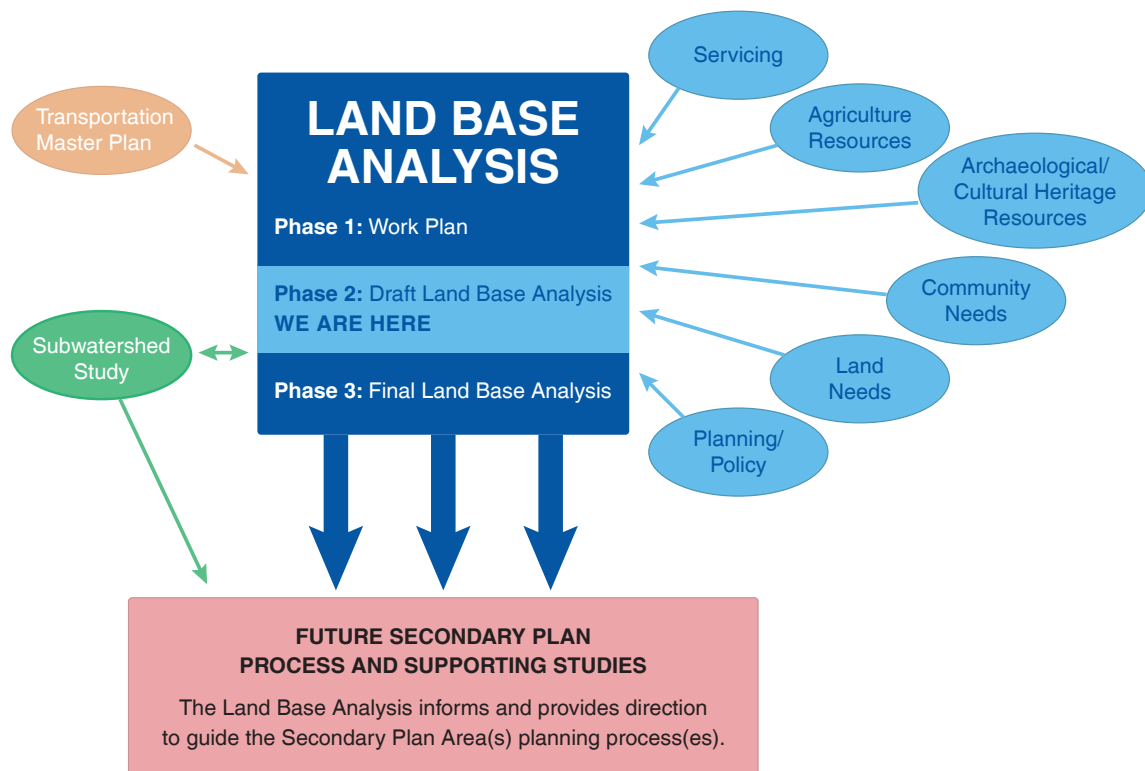 Transportation
Master Plan
Subwatershed
Study
LAND BASE
ANALYSIS
Phase 1: Work Plan
Phase 2: Draft Land Base Analysis
WE ARE HERE
Phase 3: Final Land Base Analysis
Servicing
Agriculture
Resources
Archaeological/
Cultural Heritage
Resources
Community
Needs
Land
Needs
Planning/
Policy
FUTURE SECONDARY PLAN
PROCESS AND SUPPORTING STUDIES
The Land Base Analysis informs and provides direction
to guide the Secondary Plan Area(s) planning process(es).